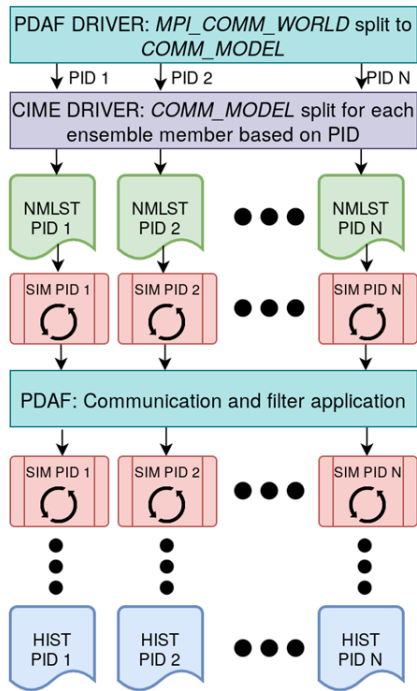 PDAF DRIVER: MPI_COMM_WORLD split to
COMM_MODEL
PID 1 PID 2 PID N
CIME DRIVER: COMM_MODEL split for each
ensemble member based on PID
NMLST NMLST NMLST
PID 1 PID 2 PID N
SIM PID 1 SIM PID 2 SIM PID N
PDAF: Communication and filter application
SIM PID 1 SIM PID 2 SIM PID N
HIST HIST HIST
PID 1 PID 2 PID N